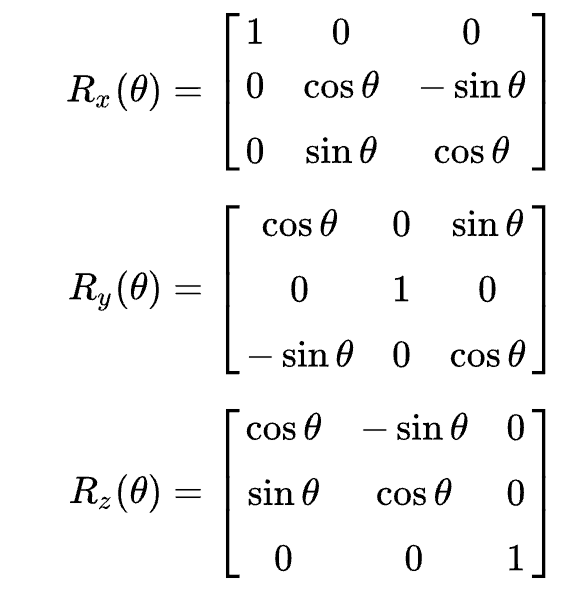 R_x(θ) = [ 1 0 0
0 cos θ − sin θ
0 sin θ cos θ ]
R_y(θ) = [ cos θ 0 sin θ
0 1 0
− sin θ 0 cos θ ]
R_z(θ) = [ cos θ − sin θ 0
sin θ cos θ 0
0 0 1 ]